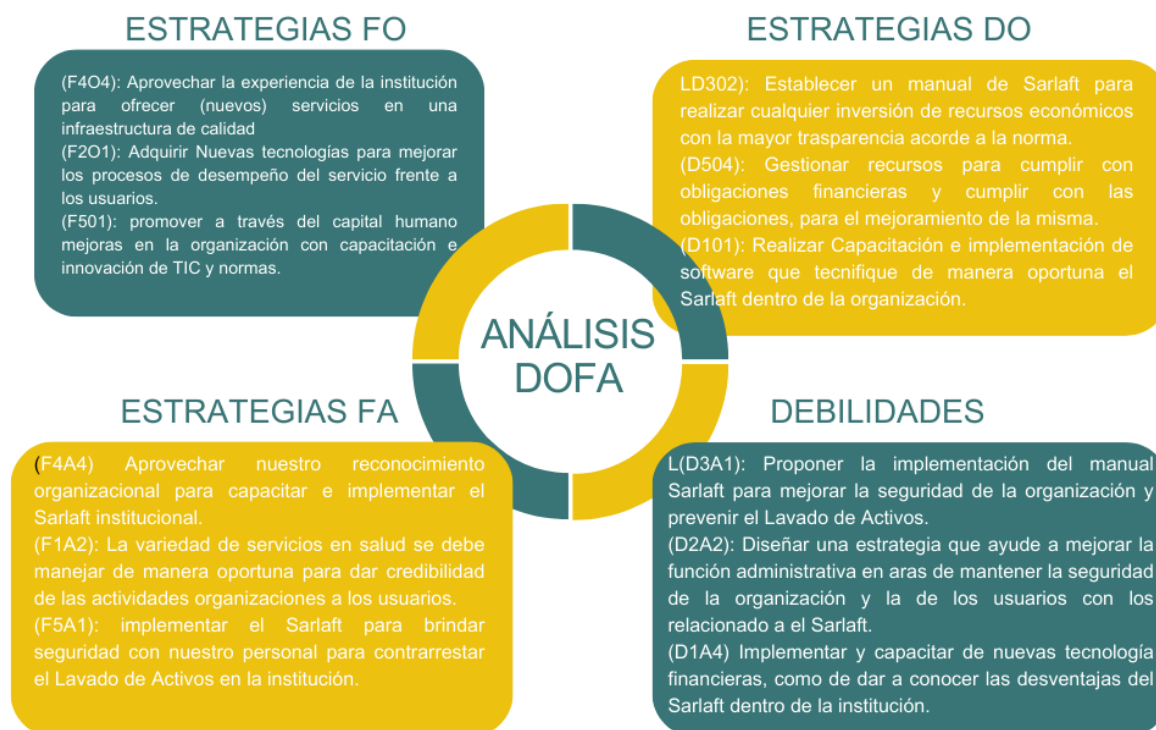 ESTRATEGIAS FO
(F4O4): Aprovechar la experiencia de la institución
para ofrecer (nuevos) servicios en una
infraestructura de calidad
(F2O1): Adquirir Nuevas tecnologías para mejorar
los procesos de desempeño del servicio frente a
los usuarios.
(F501): promover a través del capital humano
mejoras en la organización con capacitación e
innovación de TIC y normas.
ESTRATEGIAS DO
LD302): Establecer un manual de Sarlaft para
realizar cualquier inversión de recursos económicos
con la mayor trasparencia acorde a la norma.
(D504): Gestionar recursos para cumplir con
obligaciones financieras y cumplir con las
obligaciones, para el mejoramiento de la misma.
(D101): Realizar Capacitación e implementación de
software que tecnifique de manera oportuna el
Sarlaft dentro de la organización.
ANÁLISIS
DOFA
ESTRATEGIAS FA
(F4A4) Aprovechar nuestro reconocimiento
organizacional para capacitar e implementar el
Sarlaft institucional.
(F1A2): La variedad de servicios en salud se debe
manejar de manera oportuna para dar credibilidad
de las actividades organizaciones a los usuarios.
(F5A1): implementar el Sarlaft para brindar
seguridad con nuestro personal para contrarrestar
el Lavado de Activos en la institución.
DEBILIDADES
L(D3A1): Proponer la implementación del manual
Sarlaft para mejorar la seguridad de la organización y
prevenir el Lavado de Activos.
(D2A2): Diseñar una estrategia que ayude a mejorar la
función administrativa en aras de mantener la seguridad
de la organización y la de los usuarios con los
relacionado a el Sarlaft.
(D1A4) Implementar y capacitar de nuevas tecnología
financieras, como de dar a conocer las desventajas del
Sarlaft dentro de la institución.